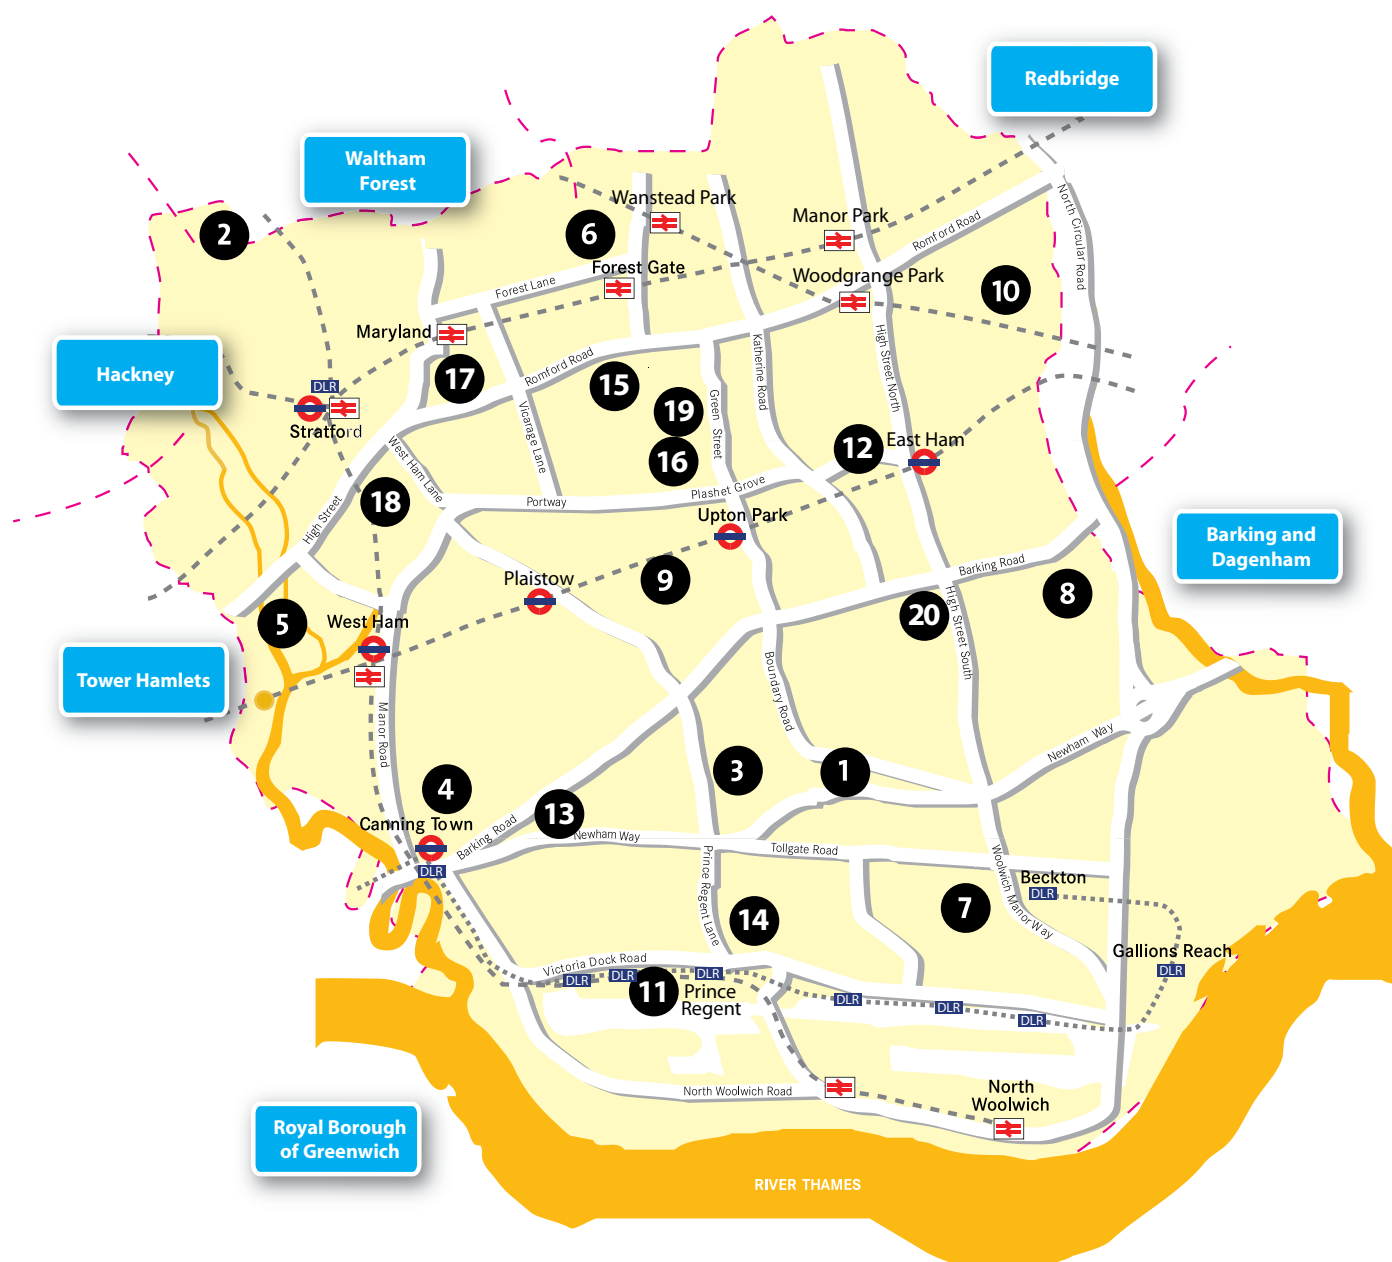 Redbridge
Waltham
Forest
Wanstead Park
Manor Park
2
6
Romford Road
North Circular Road
Forest Gate
Woodgrange Park
10
Forest Lane
Maryland
Hackney
17
Romford Road
15
Katherine Road
High Street North
DLR
19
Green Street
Vicarage Lane
Stratford
12
East Ham
West Ham Lane
16
18
Portway
Plashet Grove
High Street
Upton Park
Barking and
Dagenham
Barking Road
Plaistow
9
8
5
West Ham
20
High Street South
Tower Hamlets
Boundary Road
Manor Road
Newham Way
3
1
4
13
Canning Town
Barking Road
Newham Way
Tollgate Road
DLR
Prince Regent Lane
Woolwich Manor Way
Beckton
DLR
7
14
Gallions Reach
DLR
Victoria Dock Road
DLR
DLR
DLR
11
Prince
Regent
DLR
DLR
DLR
North Woolwich Road
North
Woolwich
Royal Borough
of Greenwich
RIVER THAMES